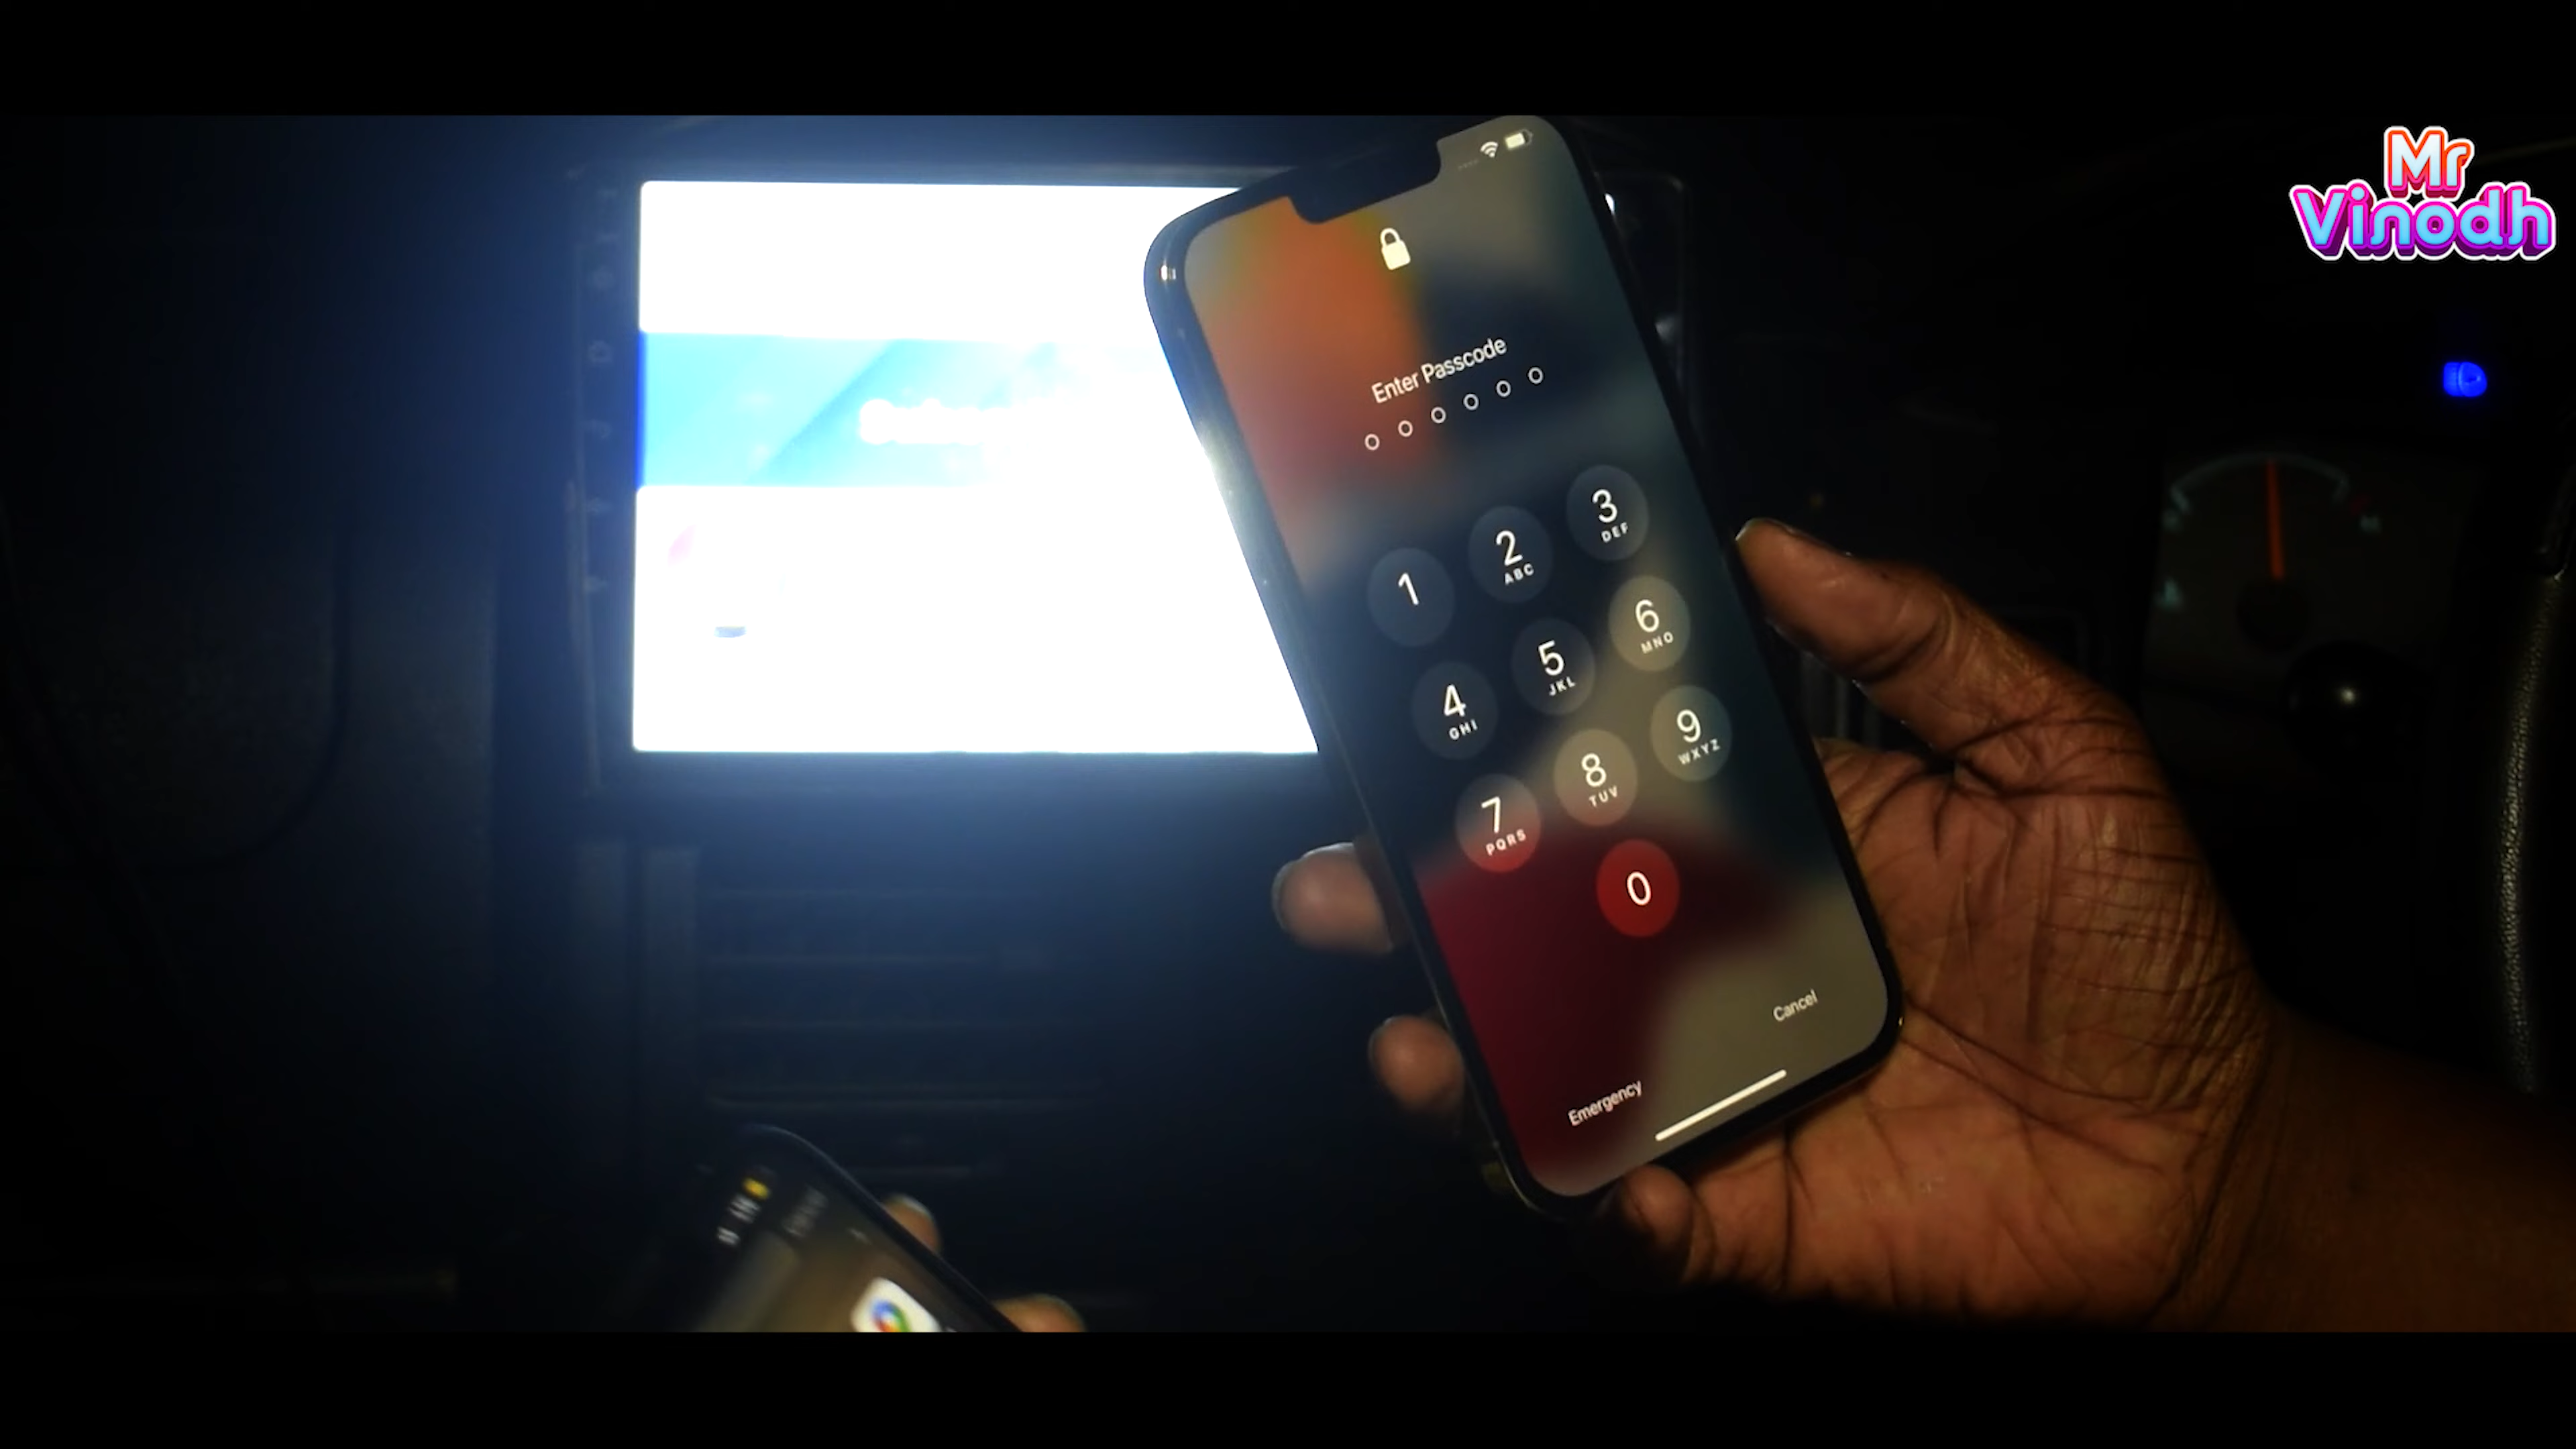 Mr
Vinodh
Enter Passcode
1
2
ABC
3
DEF
4
GHI
5
JKL
6
MNO
7
PQRS
8
TUV
9
WXYZ
0
Cancel
Emergency